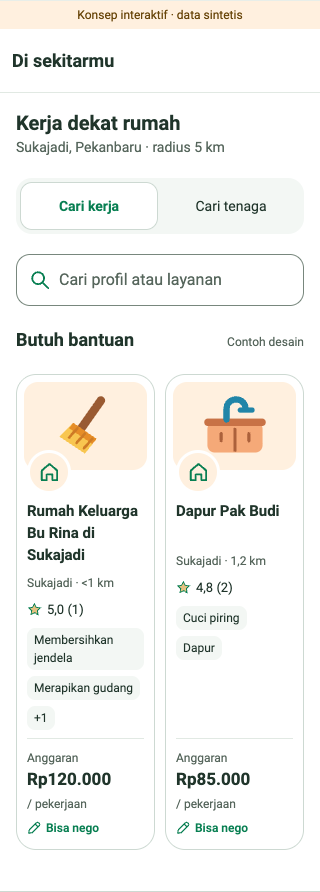 Konsep interaktif · data sintetis
Di sekitarmu
Kerja dekat rumah
Sukajadi, Pekanbaru · radius 5 km
Cari kerja
Cari tenaga
Cari profil atau layanan
Butuh bantuan
Contoh desain
Rumah Keluarga
Bu Rina di
Sukajadi
Sukajadi · <1 km
5,0 (1)
Membersihkan
jendela
Merapikan gudang
+1
Anggaran
Rp120.000
/ pekerjaan
Bisa nego
Dapur Pak Budi
Sukajadi · 1,2 km
4,8 (2)
Cuci piring
Dapur
Anggaran
Rp85.000
/ pekerjaan
Bisa nego